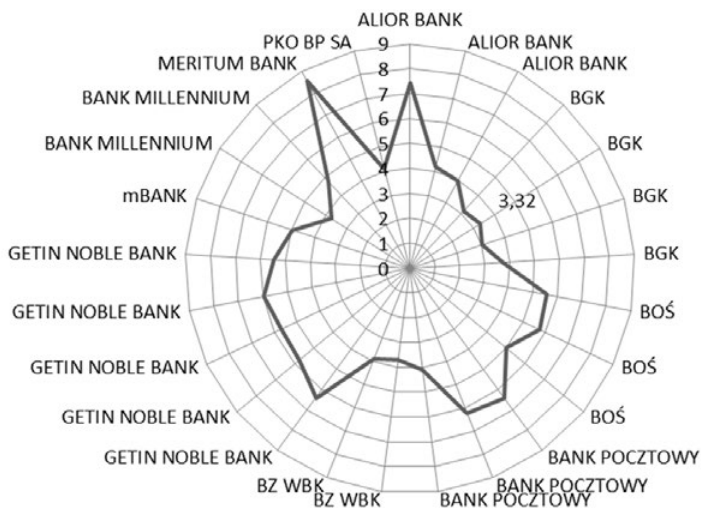 ALIOR BANK
ALIOR BANK
ALIOR BANK
BGK
BGK
BGK
BGK
BOŚ
BOŚ
BOŚ
BANK POCZTOWY
BANK POCZTOWY
BANK POCZTOWY
BZ WBK
BZ WBK
GETIN NOBLE BANK
GETIN NOBLE BANK
GETIN NOBLE BANK
GETIN NOBLE BANK
GETIN NOBLE BANK
mBANK
BANK MILLENNIUM
BANK MILLENNIUM
MERITUM BANK
PKO BP SA
9
8
7
6
5
4
3
2
1
0
3,32